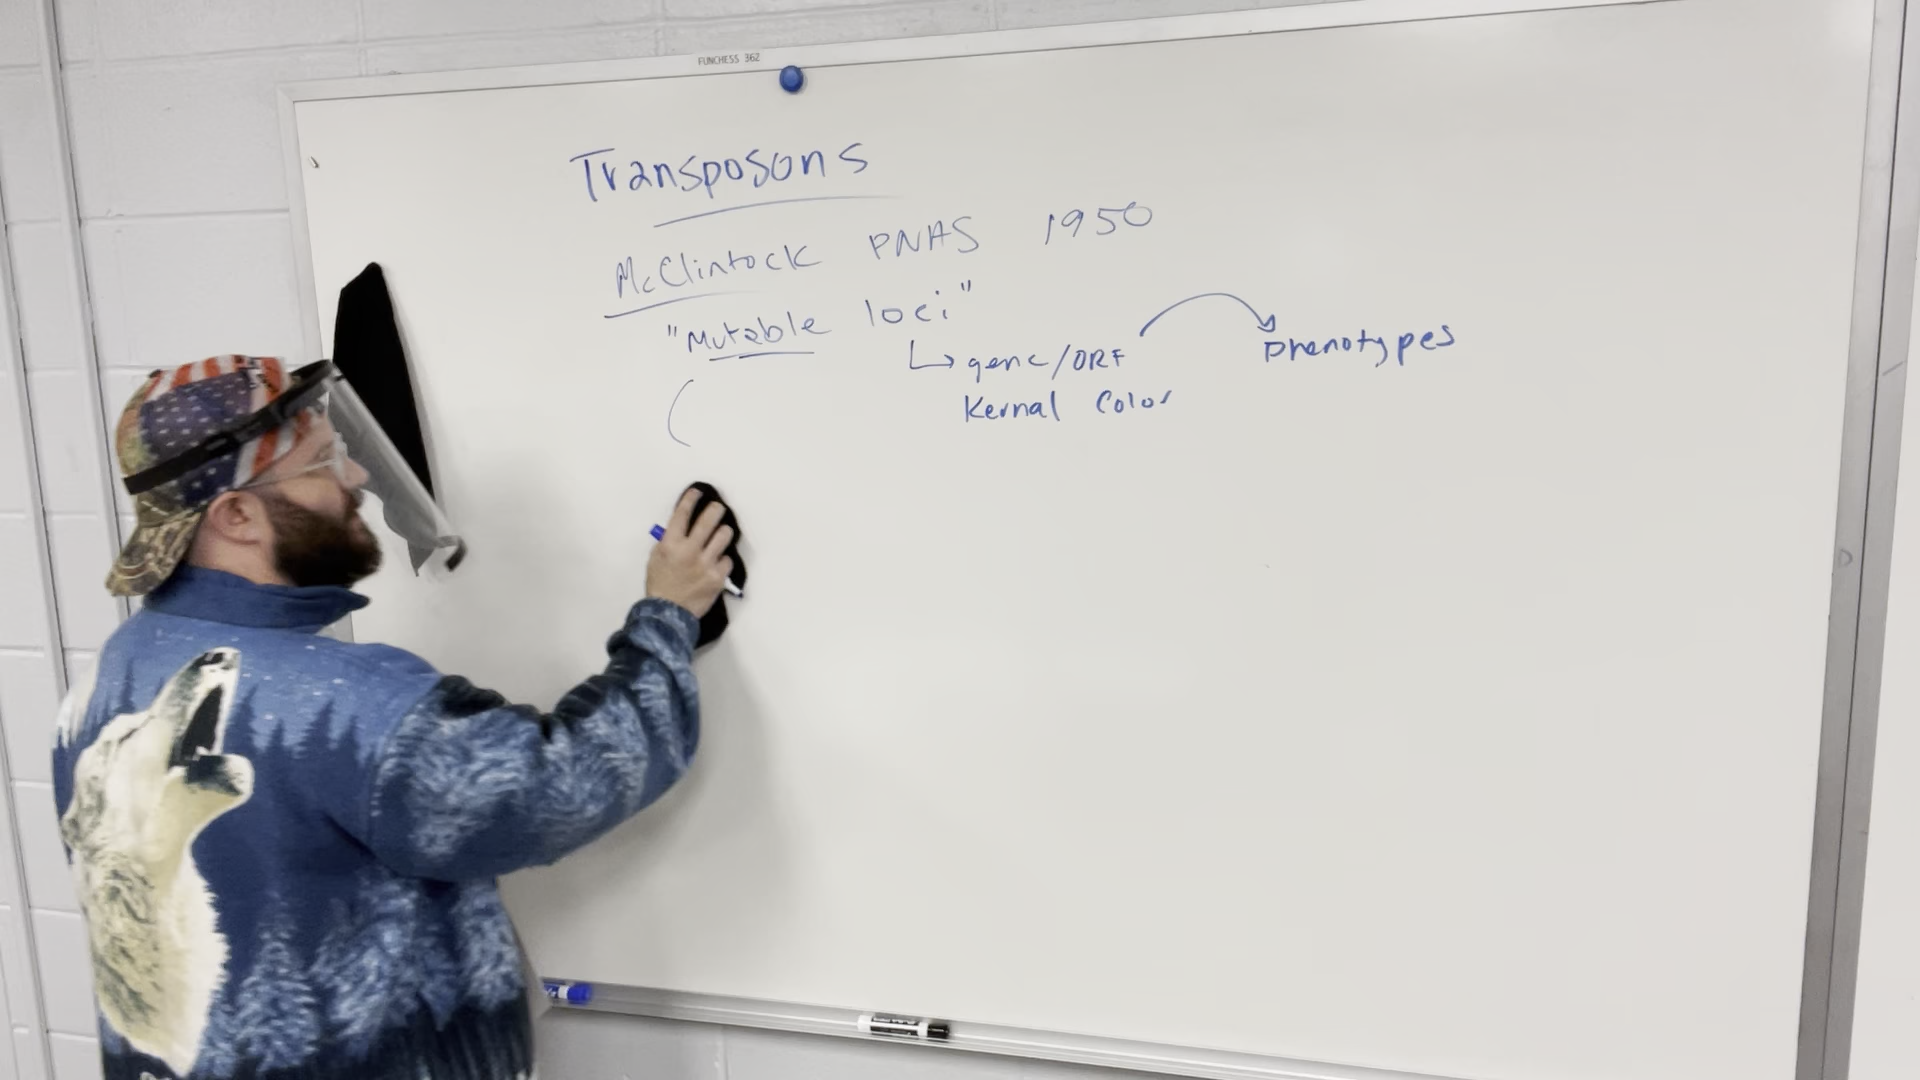 FUNCHESS 362
Transposons
McClintock PNAS 1950
"Mutable loci"
↳ gene/ORF Phenotypes
Kernal Color